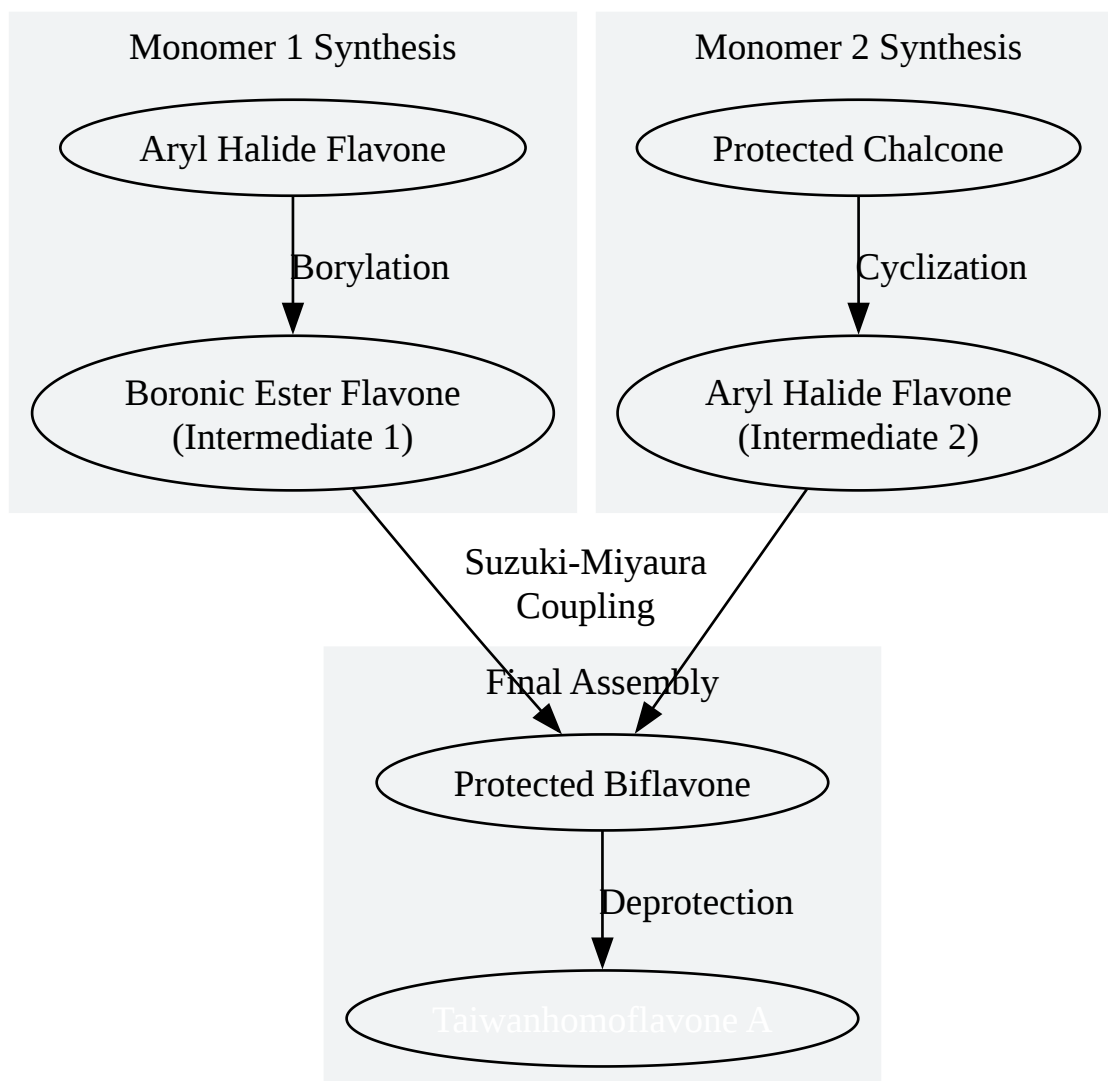 Monomer 1 Synthesis
Aryl Halide Flavone
Borylation
Boronic Ester Flavone
(Intermediate 1)
Monomer 2 Synthesis
Protected Chalcone
Cyclization
Aryl Halide Flavone
(Intermediate 2)
Suzuki-Miyaura
Coupling
Final Assembly
Protected Biflavone
Deprotection
Taiwanhomoflavone A